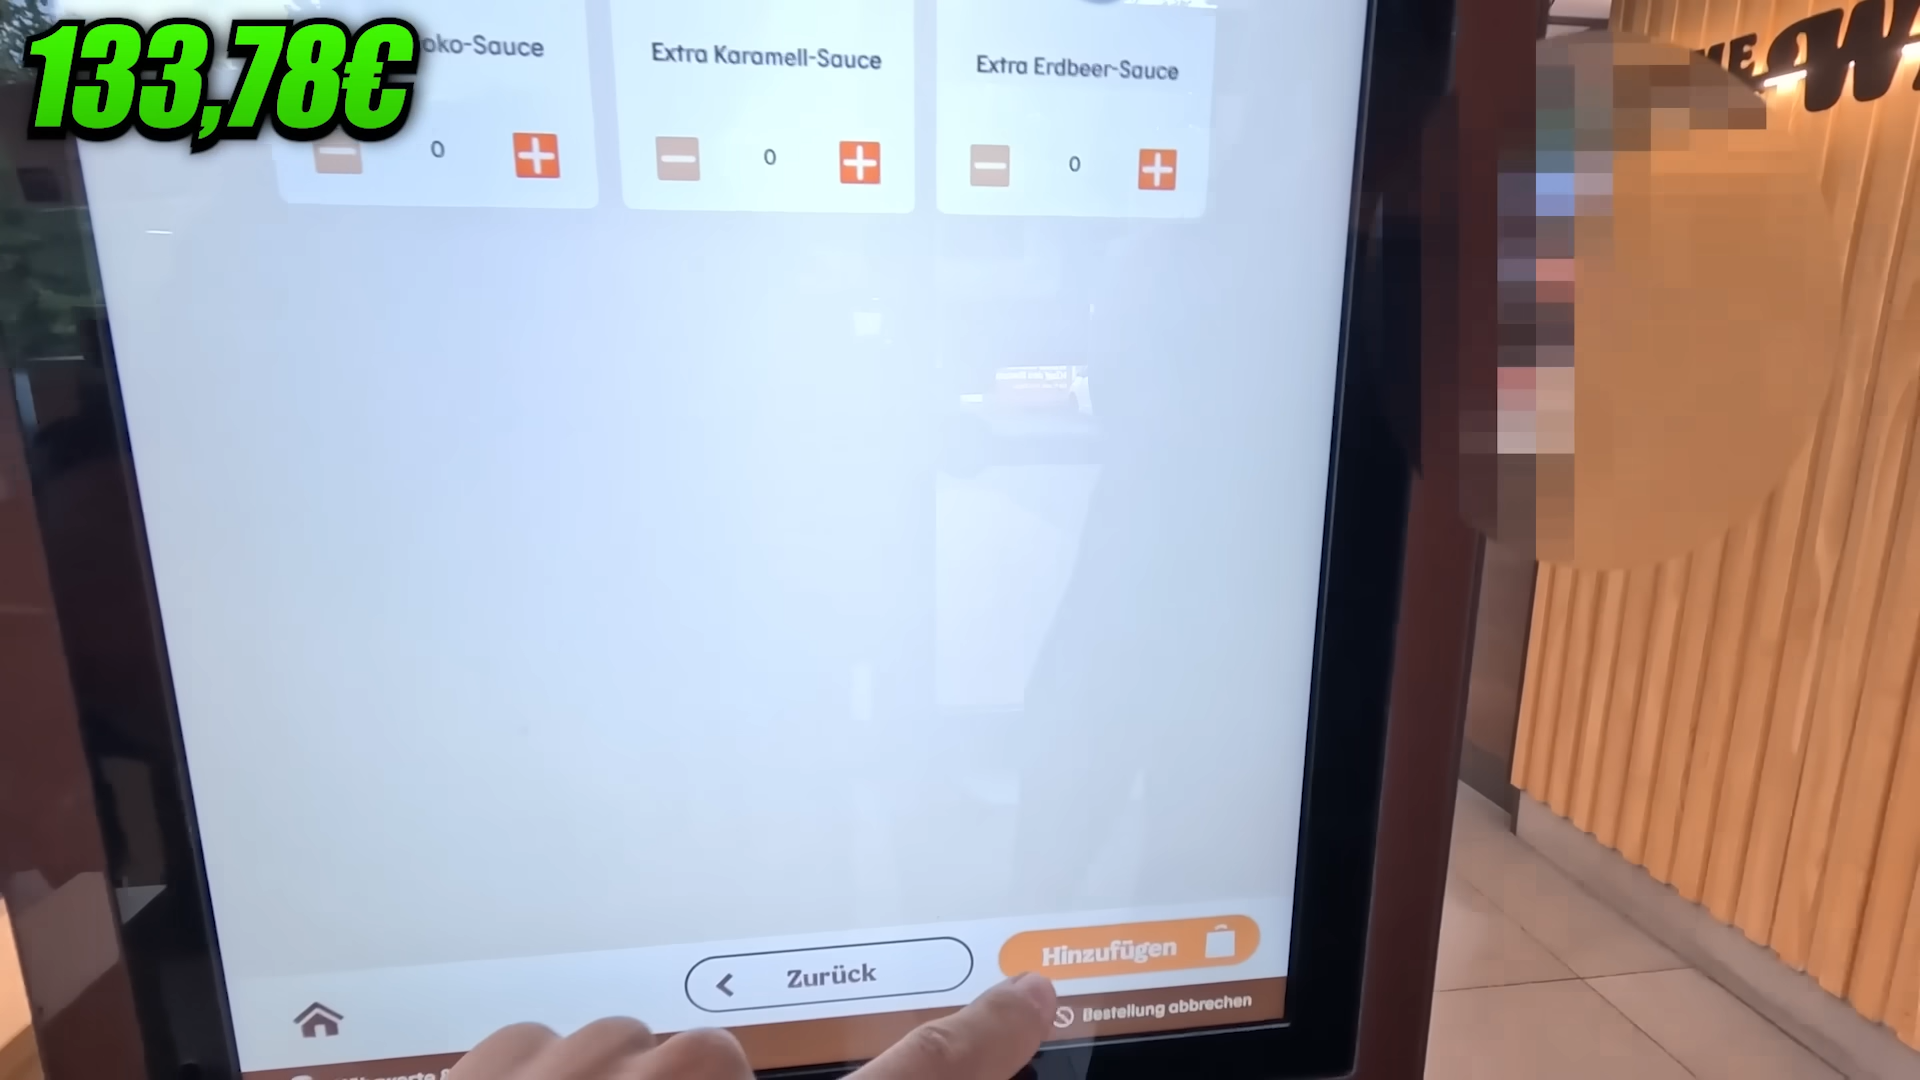 133,78€
oko-Sauce
Extra Karamell-Sauce
Extra Erdbeer-Sauce
0
0
0
Zurück
Hinzufügen
Bestellung abbrechen